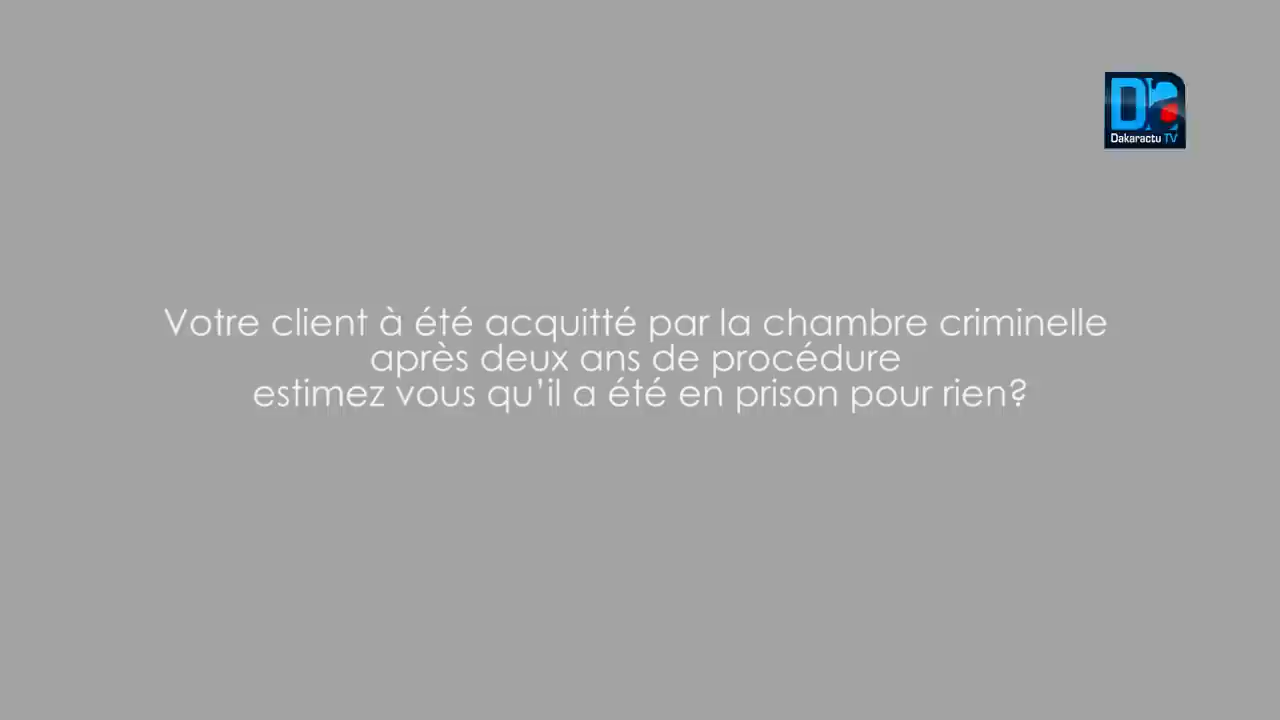 Dakaractu TV
Votre client à été acquitté par la chambre criminelle
après deux ans de procédure
estimez vous qu'il a été en prison pour rien?